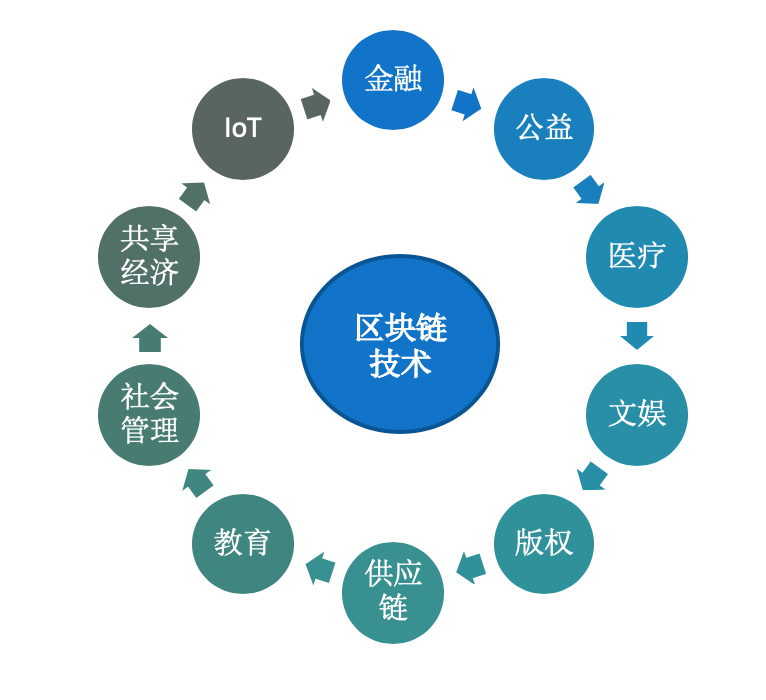 金融
公益
医疗
文娱
版权
供应
链
教育
社会
管理
共享
经济
IoT
区块链
技术